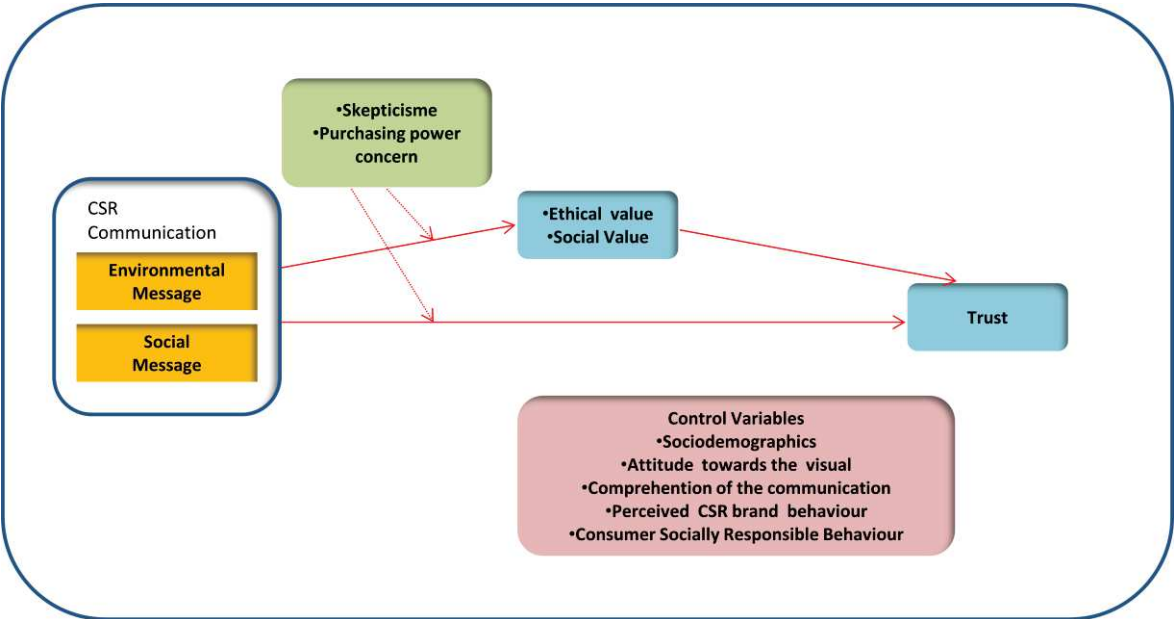 •Skepticisme
•Purchasing power
concern
CSR
Communication
Environmental
Message
Social
Message
•Ethical value
•Social Value
Trust
Control Variables
•Sociodemographics
•Attitude towards the visual
•Comprehention of the communication
•Perceived CSR brand behaviour
•Consumer Socially Responsible Behaviour